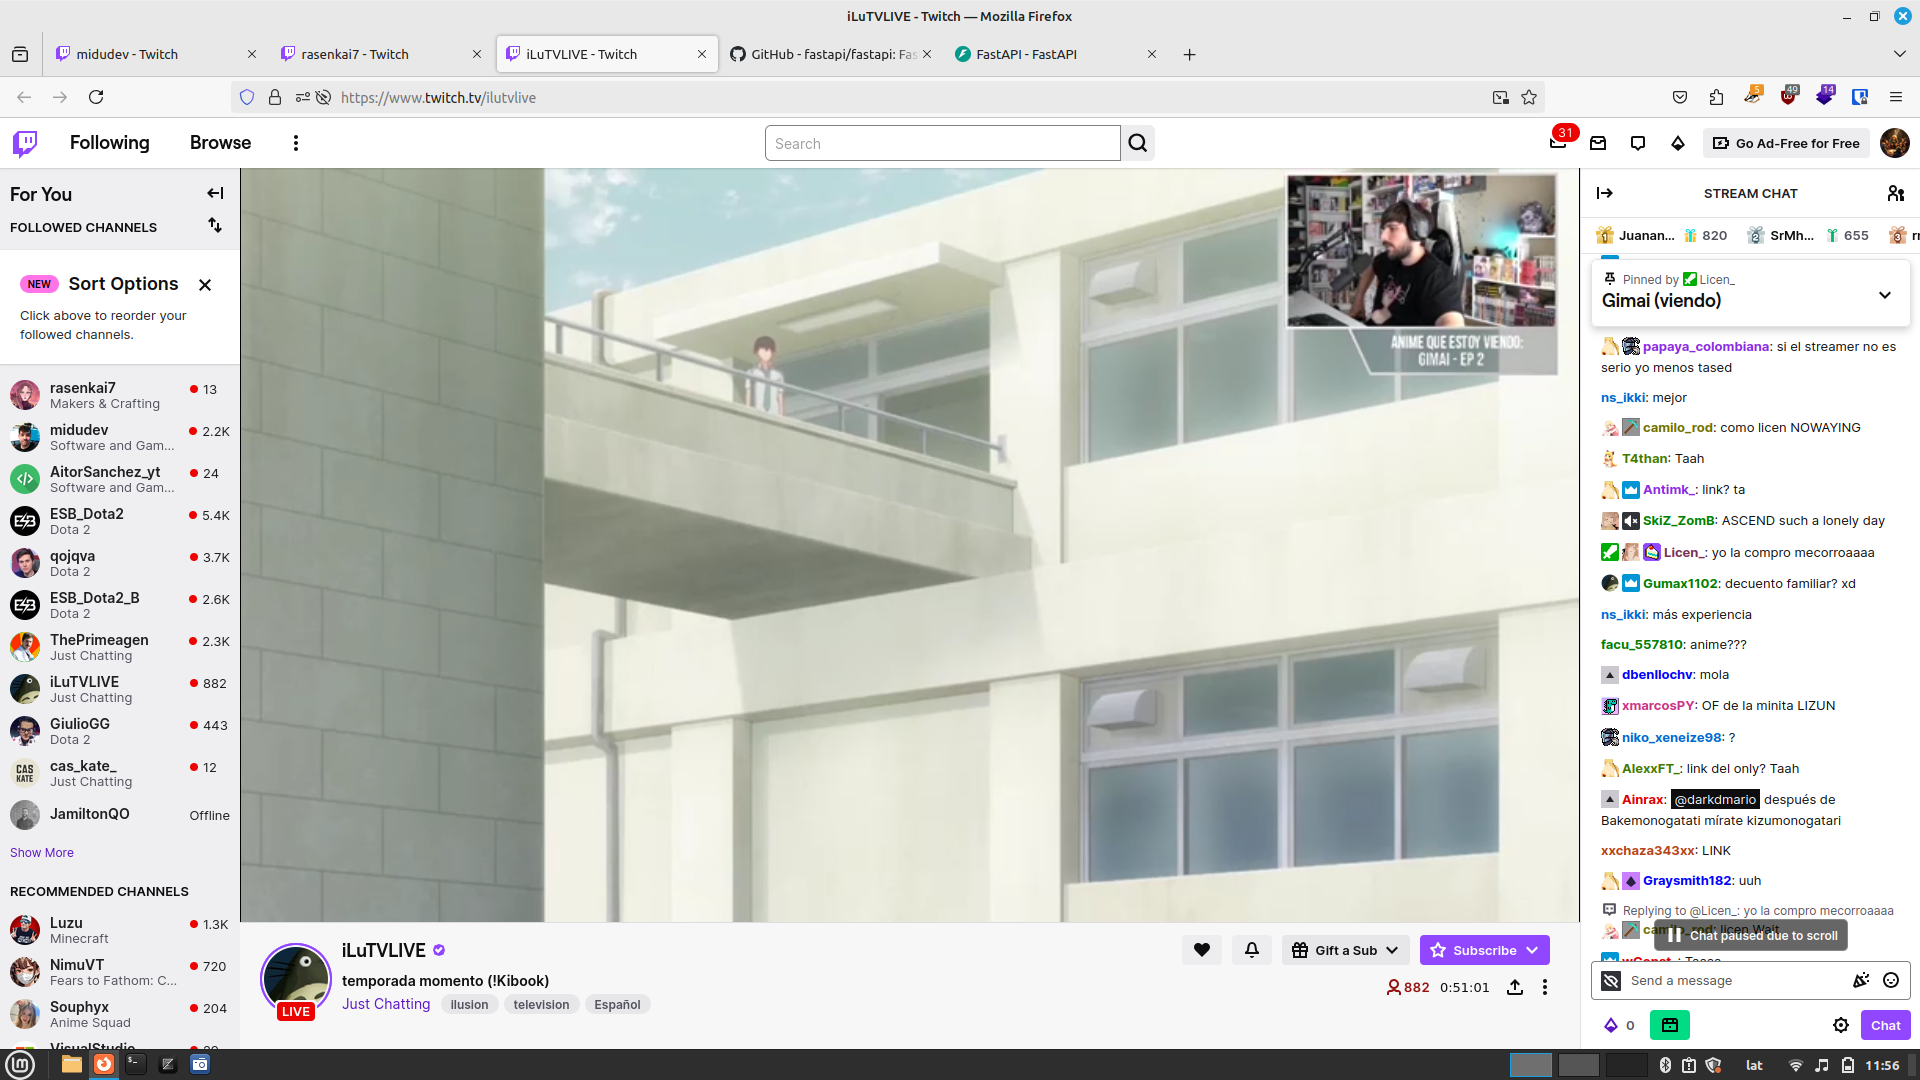 iLuTVLIVE - Twitch — Mozilla Firefox
midudev - Twitch
rasenkai7 - Twitch
iLuTVLIVE - Twitch
GitHub - fastapi/fastapi: Fas
FastAPI - FastAPI
https://www.twitch.tv/ilutvlive
5
49
14
Following
Browse
Search
31
Go Ad-Free for Free
For You
FOLLOWED CHANNELS
NEW Sort Options
Click above to reorder your
followed channels.
rasenkai7 13
Makers & Crafting
midudev 2.2K
Software and Gam...
AitorSanchez_yt 24
Software and Gam...
ESB_Dota2 5.4K
Dota 2
qojqva 3.7K
Dota 2
ESB_Dota2_B 2.6K
Dota 2
ThePrimeagen 2.3K
Just Chatting
iLuTVLIVE 882
Just Chatting
GiulioGG 443
Dota 2
CAS
KATE
cas_kate_ 12
Just Chatting
JamiltonQO Offline
Show More
RECOMMENDED CHANNELS
Luzu 1.3K
Minecraft
NimuVT 720
Fears to Fathom: C...
Souphyx 204
Anime Squad
VisualStudio
ANIME QUE ESTOY VIENDO:
GIMAI - EP 2
iLuTVLIVE
temporada momento (!Kibook)
Just Chatting ilusion television Español
LIVE
Gift a Sub
Subscribe
882 0:51:01
STREAM CHAT
1 Juanan... 820 2 SrMh... 655 3
Pinned by Licen_
Gimai (viendo)
papaya_colombiana: si el streamer no es
serio yo menos tased
ns_ikki: mejor
camilo_rod: como licen NOWAYING
T4than: Taah
Antimk_: link? ta
SkiZ_ZomB: ASCEND such a lonely day
Licen_: yo la compro mecorroaaaa
Gumax1102: decuento familiar? xd
ns_ikki: más experiencia
facu_557810: anime???
dbenllochv: mola
xmarcosPY: OF de la minita LIZUN
niko_xeneize98: ?
AlexxFT_: link del only? Taah
Ainrax: @darkdmario después de
Bakemonogatati mírate kizumonogatari
xxchaza343xx: LINK
Graysmith182: uuh
Replying to @Licen_: yo la compro mecorroaaaa
camilo_rod: licen Wait
Chat paused due to scroll
Send a message
0
Chat
lat
11:56